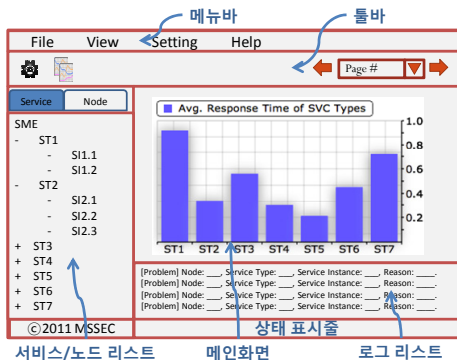 메뉴바
툴바
File View Setting Help
Page #
Service Node
SME
- ST1
- SI1.1
- SI1.2
- ST2
- SI2.1
- SI2.2
- SI2.3
+ ST3
+ ST4
+ ST5
+ ST6
+ ST7
Avg. Response Time of SVC Types
1.0
0.8
0.6
0.4
0.2
ST1 ST2 ST3 ST4 ST5 ST6 ST7
[Problem] Node: ___, Service Type: ___, Service Instance: ___, Reason: ____.
[Problem] Node: ___, Service Type: ___, Service Instance: ___, Reason: ____.
[Problem] Node: ___, Service Type: ___, Service Instance: ___, Reason: ____.
[Problem] Node: ___, Service Type: ___, Service Instance: ___, Reason: ____.
ⓒ2011 MSSEC
상태 표시줄
서비스/노드 리스트
메인화면
로그 리스트